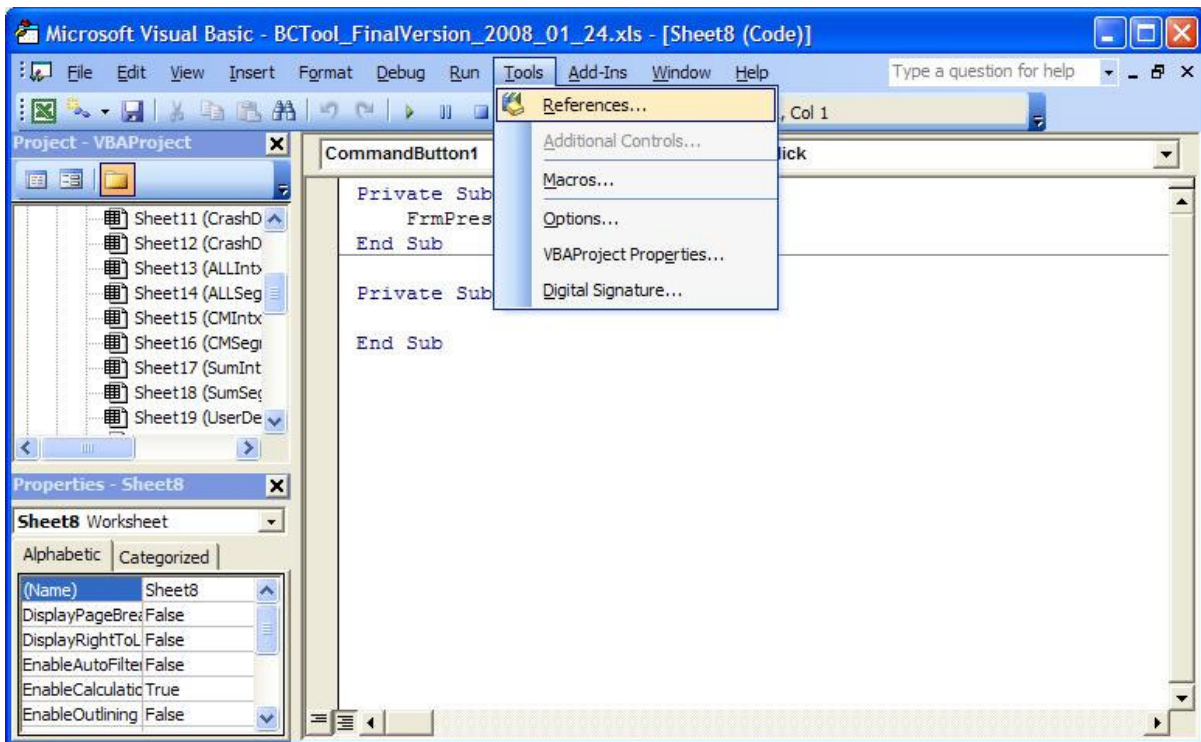 Microsoft Visual Basic - BCTool_FinalVersion_2008_01_24.xls - [Sheet8 (Code)]
File Edit View Insert Format Debug Run Tools Add-Ins Window Help Type a question for help
, Col 1
Project - VBAProject
Sheet11 (CrashD
Sheet12 (CrashD
Sheet13 (ALLInt
Sheet14 (ALLSeg
Sheet15 (CMIntx
Sheet16 (CMSeg
Sheet17 (SumInt
Sheet18 (SumSeg
Sheet19 (UserDe
Properties - Sheet8
Sheet8 Worksheet
Alphabetic Categorized
(Name) Sheet8
DisplayPageBrea False
DisplayRightToL False
EnableAutoFilter False
EnableCalculatio True
EnableOutlining False
CommandButton1 lick
Private Sub
FrmPres
End Sub
Private Sub
End Sub
References...
Additional Controls...
Macros...
Options...
VBAProject Properties...
Digital Signature...